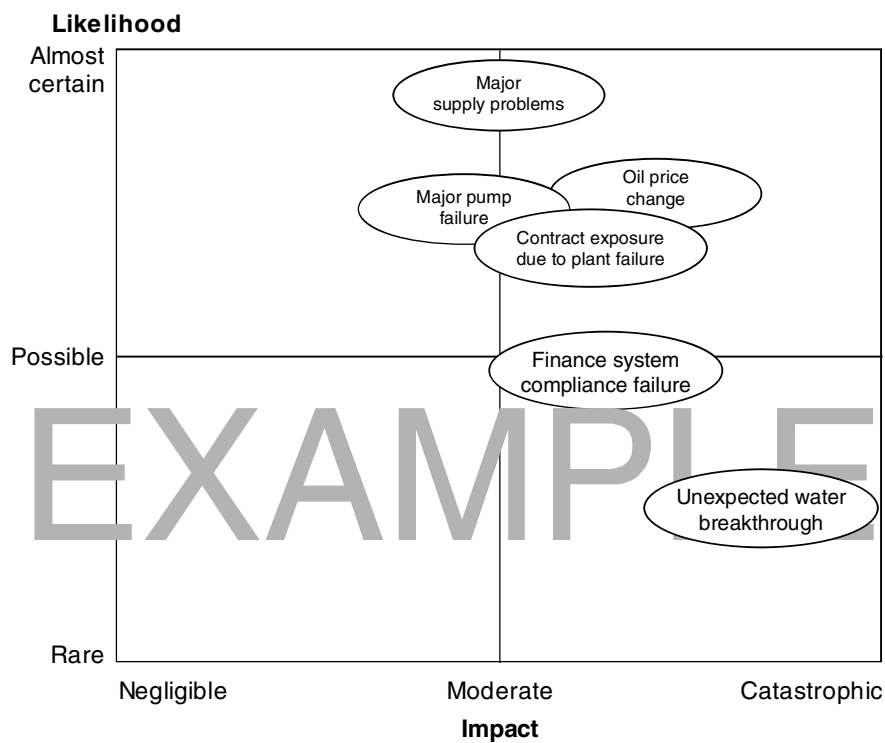 Likelihood
Almost
certain
Major
supply problems
Oil price
change
Major pump
failure
Contract exposure
due to plant failure
Possible
Finance system
compliance failure
EXAMPLE
Unexpected water
breakthrough
Rare
Negligible
Moderate
Catastrophic
Impact